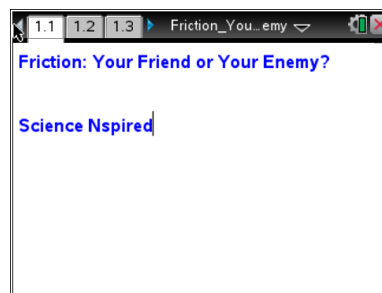 1.1 1.2 1.3 Friction_You...emy
Friction: Your Friend or Your Enemy?
Science Nspired